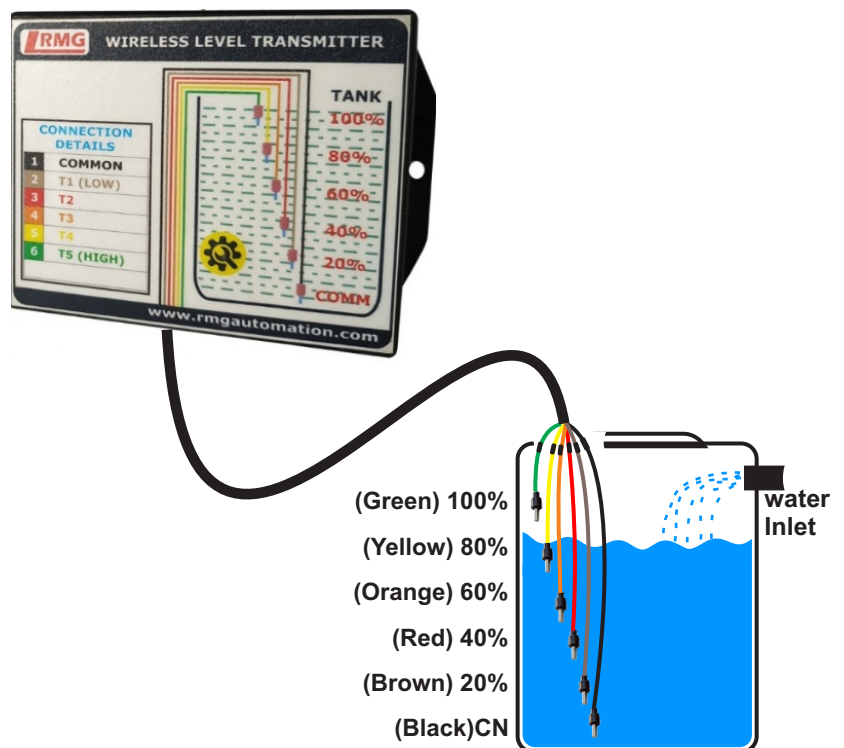 RMG WIRELESS LEVEL TRANSMITTER
CONNECTION
DETAILS
1 COMMON
2 T1 (LOW)
3 T2
4 T3
5 T4
6 T5 (HIGH)
TANK
100%
80%
60%
40%
20%
COMM
www.rmgautomation.com
(Green) 100%
(Yellow) 80%
(Orange) 60%
(Red) 40%
(Brown) 20%
(Black)CN
water
Inlet